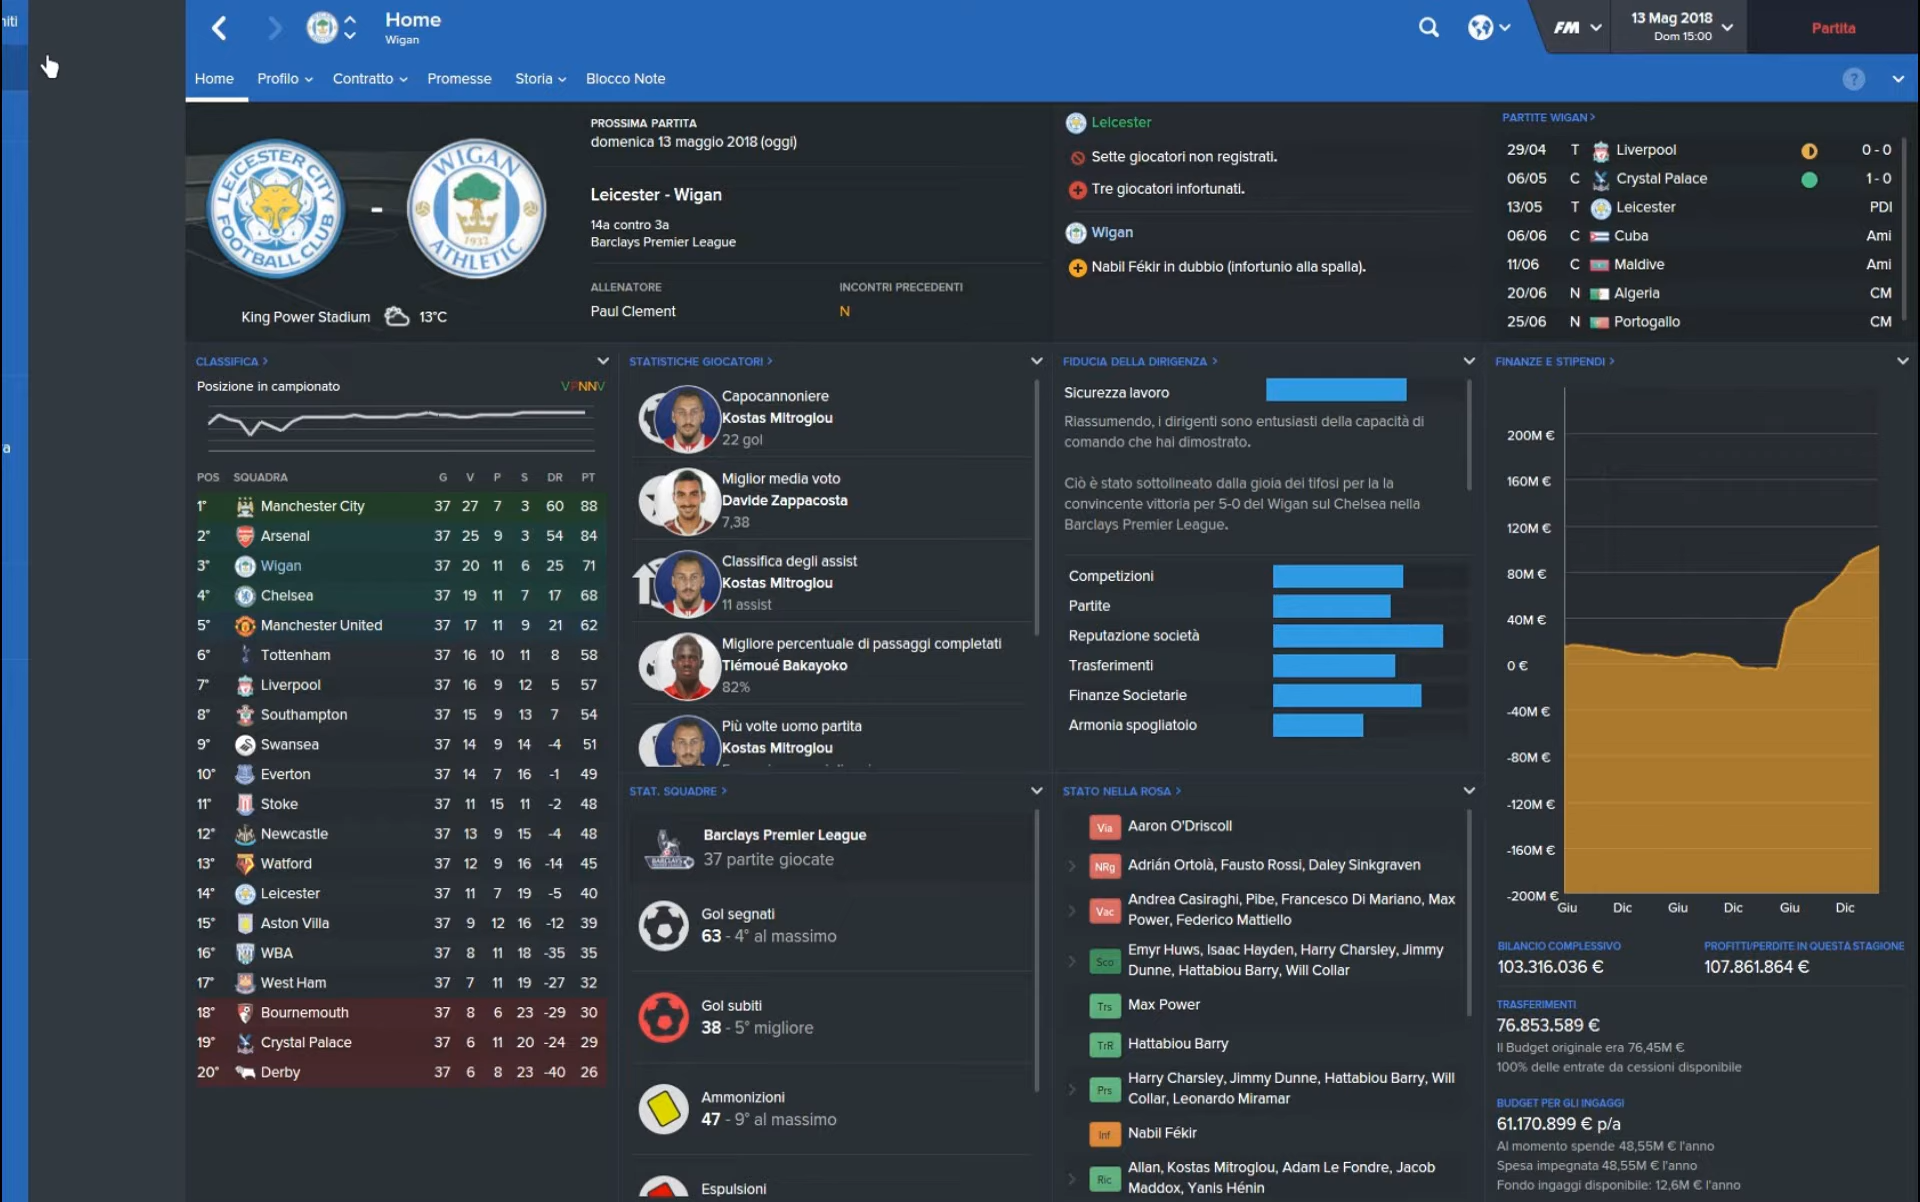 niti
Home
Wigan
FM
13 Mag 2018
Dom 15:00
Partita
Home
Profilo
Contratto
Promesse
Storia
Blocco Note
?
LEICESTER CITY
FOOTBALL CLUB
-
WIGAN
1932
ATHLETIC
King Power Stadium
13°C
PROSSIMA PARTITA
domenica 13 maggio 2018 (oggi)
Leicester - Wigan
14a contro 3a
Barclays Premier League
ALLENATORE
INCONTRI PRECEDENTI
Paul Clement
N
Leicester
Sette giocatori non registrati.
Tre giocatori infortunati.
Wigan
Nabil Fékir in dubbio (infortunio alla spalla).
PARTITE WIGAN >
29/04 T Liverpool 0 - 0
06/05 C Crystal Palace 1 - 0
13/05 T Leicester PDI
06/06 C Cuba Ami
11/06 C Maldive Ami
20/06 N Algeria CM
25/06 N Portogallo CM
CLASSIFICA >
Posizione in campionato VPNNV
POS SQUADRA G V P S DR PT
1° Manchester City 37 27 7 3 60 88
2° Arsenal 37 25 9 3 54 84
3° Wigan 37 20 11 6 25 71
4° Chelsea 37 19 11 7 17 68
5° Manchester United 37 17 11 9 21 62
6° Tottenham 37 16 10 11 8 58
7° Liverpool 37 16 9 12 5 57
8° Southampton 37 15 9 13 7 54
9° Swansea 37 14 9 14 -4 51
10° Everton 37 14 7 16 -1 49
11° Stoke 37 11 15 11 -2 48
12° Newcastle 37 13 9 15 -4 48
13° Watford 37 12 9 16 -14 45
14° Leicester 37 11 7 19 -5 40
15° Aston Villa 37 9 12 16 -12 39
16° WBA 37 8 11 18 -35 35
17° West Ham 37 7 11 19 -27 32
18° Bournemouth 37 8 6 23 -29 30
19° Crystal Palace 37 6 11 20 -24 29
20° Derby 37 6 8 23 -40 26
STATISTICHE GIOCATORI >
Capocannoniere
Kostas Mitroglou
22 gol
Miglior media voto
Davide Zappacosta
7,38
Classifica degli assist
Kostas Mitroglou
11 assist
Migliore percentuale di passaggi completati
Tiémoué Bakayoko
82%
Più volte uomo partita
Kostas Mitroglou
STAT. SQUADRE >
Barclays Premier League
37 partite giocate
Gol segnati
63 - 4° al massimo
Gol subiti
38 - 5° migliore
Ammonizioni
47 - 9° al massimo
Espulsioni
FIDUCIA DELLA DIRIGENZA >
Sicurezza lavoro
Riassumendo, i dirigenti sono entusiasti della capacità di
comando che hai dimostrato.
Ciò è stato sottolineato dalla gioia dei tifosi per la la
convincente vittoria per 5-0 del Wigan sul Chelsea nella
Barclays Premier League.
Competizioni
Partite
Reputazione società
Trasferimenti
Finanze Societarie
Armonia spogliatoio
STATO NELLA ROSA >
Via Aaron O'Driscoll
NRg Adrián Ortolà, Fausto Rossi, Daley Sinkgraven
Vac Andrea Casiraghi, Pibe, Francesco Di Mariano, Max
Power, Federico Mattiello
Sco Emyr Huws, Isaac Hayden, Harry Charsley, Jimmy
Dunne, Hattabiou Barry, Will Collar
Trs Max Power
TrR Hattabiou Barry
Prs Harry Charsley, Jimmy Dunne, Hattabiou Barry, Will
Collar, Leonardo Miramar
Inf Nabil Fékir
Ric Allan, Kostas Mitroglou, Adam Le Fondre, Jacob
Maddox, Yanis Hénin
FINANZE E STIPENDI >
200M €
160M €
120M €
80M €
40M €
0 €
-40M €
-80M €
-120M €
-160M €
-200M €
Giu Dic Giu Dic Giu Dic
BILANCIO COMPLESSIVO
103.316.036 €
PROFITTI/PERDITE IN QUESTA STAGIONE
107.861.864 €
TRASFERIMENTI
76.853.589 €
Il Budget originale era 76,45M €
100% delle entrate da cessioni disponibile
BUDGET PER GLI INGAGGI
61.170.899 € p/a
Al momento spende 48,55M € l'anno
Spesa impegnata 48,55M € l'anno
Fondo ingaggi disponibile: 12,6M € l'anno